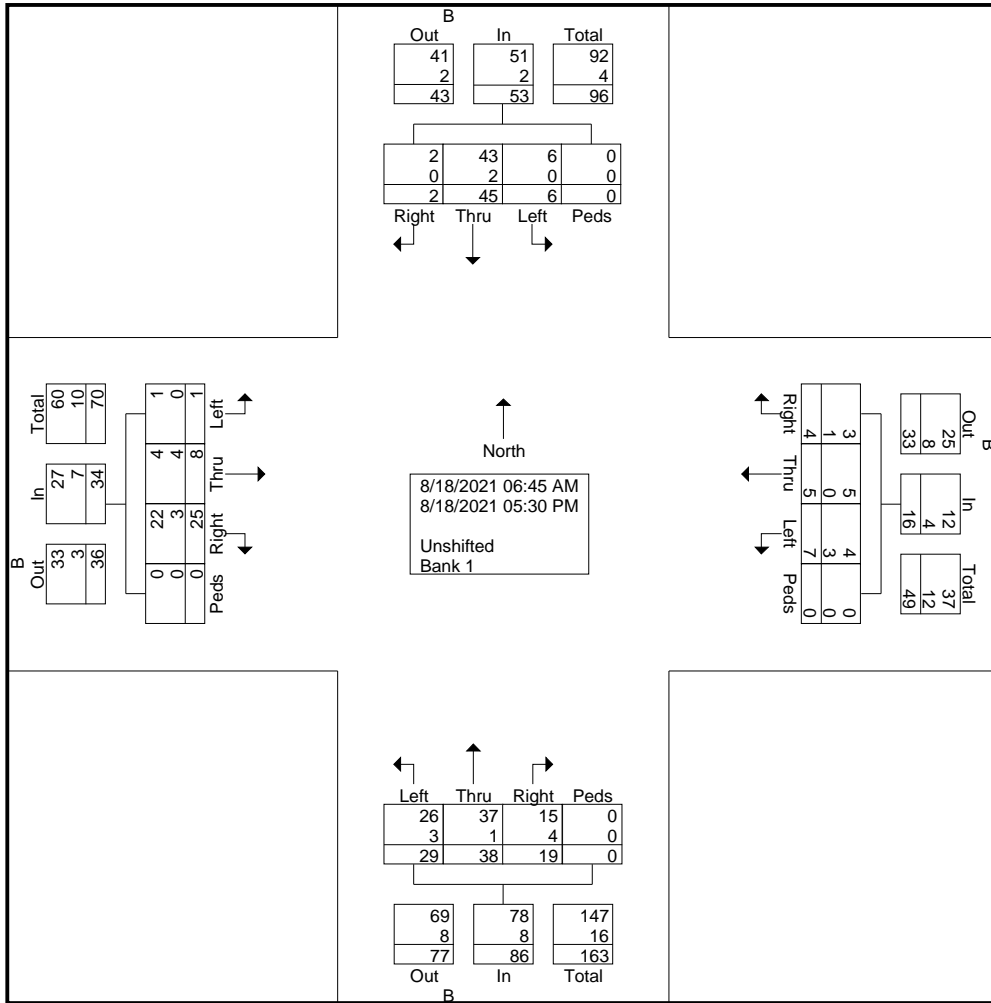 B
Out In Total
41 51 92
2 2 4
43 53 96
2 43 6 0
0 2 0 0
2 45 6 0
Right Thru Left Peds
Total
60 10 70
In
27 7 34
Out
33 3 36
B
Left
1 0 1
Thru
4 4 8
Right
22 3 25
Peds
0 0 0
North
8/18/2021 06:45 AM
8/18/2021 05:30 PM
Unshifted
Bank 1
Right
3
1
4
Thru
5
0
5
Left
4
3
7
Peds
0
0
0
B
Out
25
8
33
In
12
4
16
Total
37
12
49
Left Thru Right Peds
26 37 15 0
3 1 4 0
29 38 19 0
69 78 147
8 8 16
77 86 163
Out In Total
B